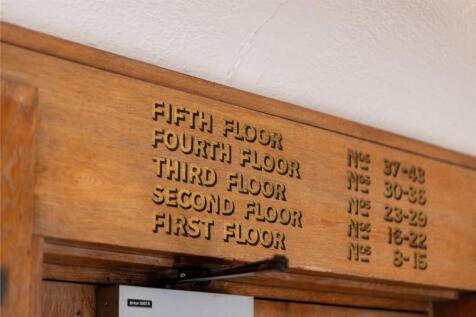 FIFTH FLOOR Nos 37-43
FOURTH FLOOR Nos 30-36
THIRD FLOOR Nos 23-29
SECOND FLOOR Nos 16-22
FIRST FLOOR Nos 8-15